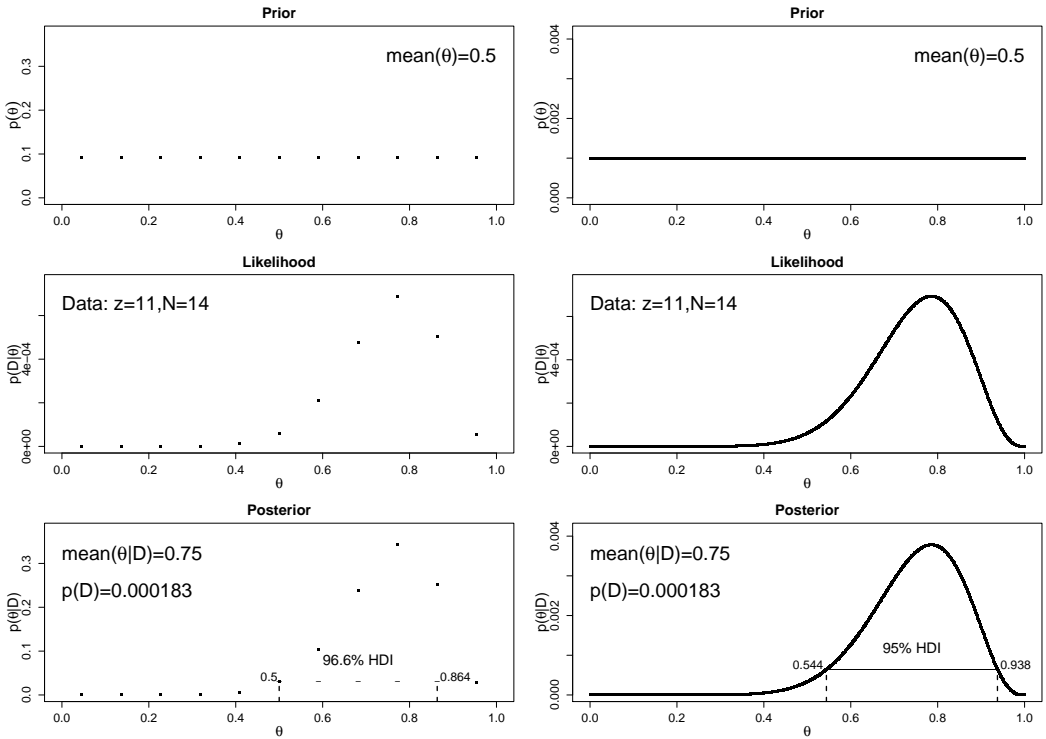 Prior
mean(θ)=0.5
p(θ)
0.0 0.1 0.2 0.3
0.0 0.2 0.4 0.6 0.8 1.0
θ
Prior
mean(θ)=0.5
p(θ)
0.000 0.002 0.004
0.0 0.2 0.4 0.6 0.8 1.0
θ
Likelihood
Data: z=11,N=14
p(D|θ)
0e+00 4e−04
0.0 0.2 0.4 0.6 0.8 1.0
θ
Likelihood
Data: z=11,N=14
p(D|θ)
0e+00 4e−04
0.0 0.2 0.4 0.6 0.8 1.0
θ
Posterior
mean(θ|D)=0.75
p(D)=0.000183
p(θ|D)
0.0 0.1 0.2 0.3
96.6% HDI
0.5 0.864
0.0 0.2 0.4 0.6 0.8 1.0
θ
Posterior
mean(θ|D)=0.75
p(D)=0.000183
p(θ|D)
0.000 0.002 0.004
95% HDI
0.544 0.938
0.0 0.2 0.4 0.6 0.8 1.0
θ